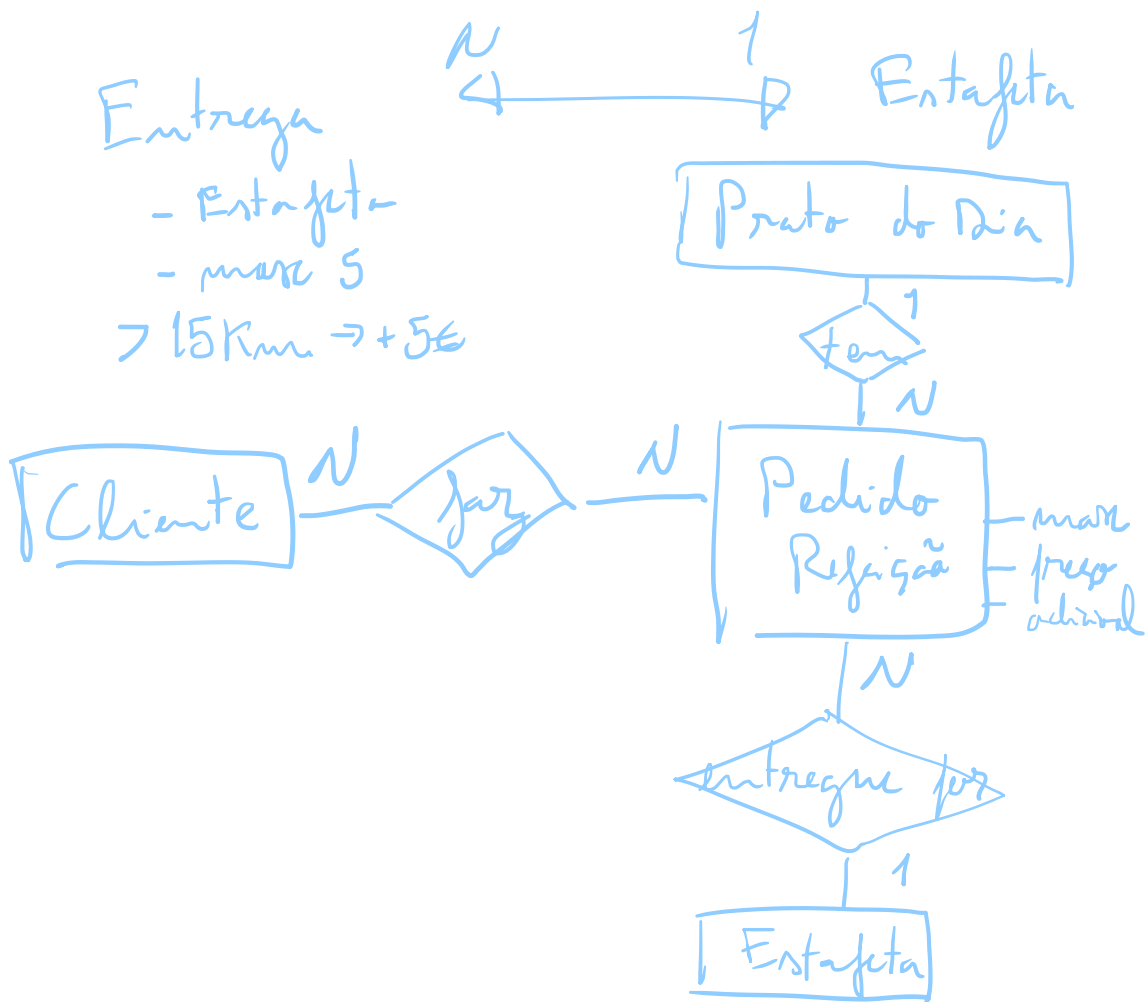 N
1
Entrega
Estafeta
- Estafeta
- max 5
> 15Km → +5€
Prato do Dia
1
tem
N
Cliente
N
faz
N
Pedido
Refeição
max
preço
adicional
N
entregue por
1
Estafeta